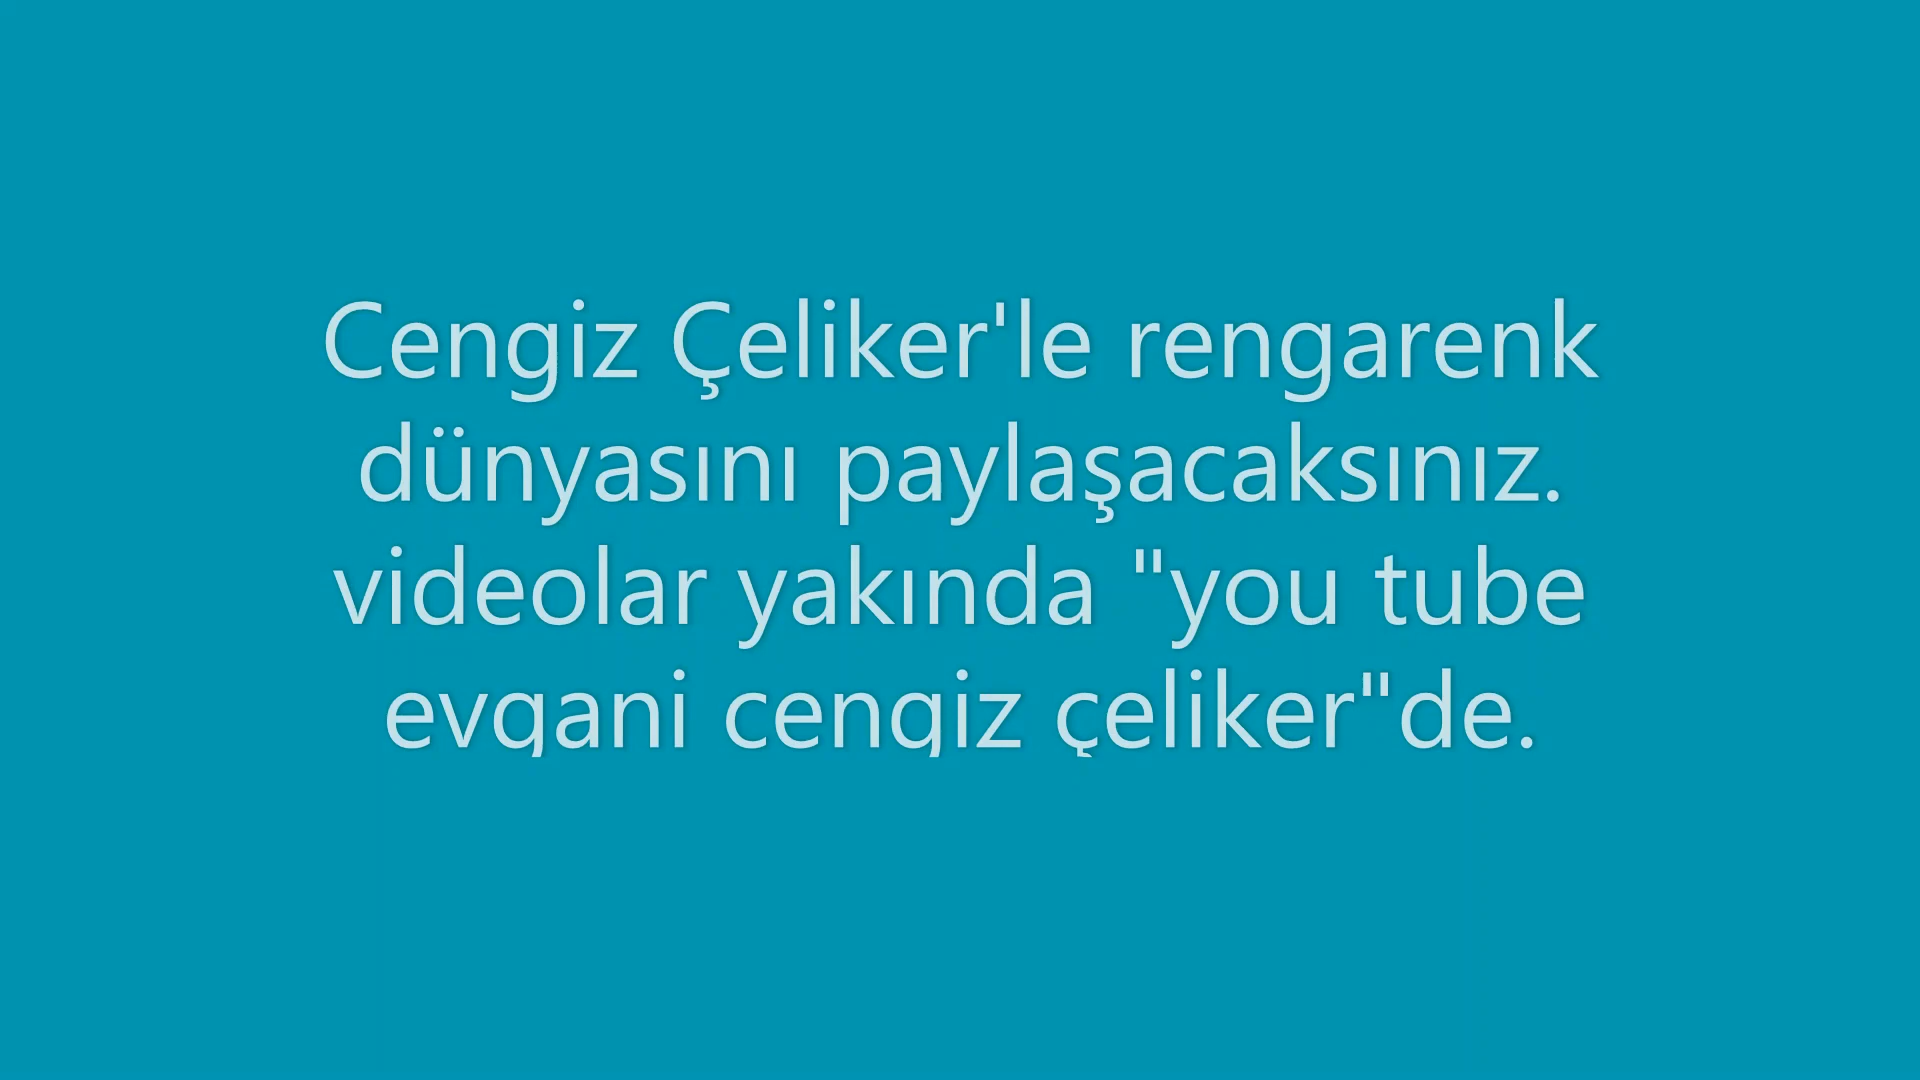 Cengiz Çeliker'le rengarenk
dünyasını paylaşacaksınız.
videolar yakında "you tube
evgani cengiz çeliker"de.